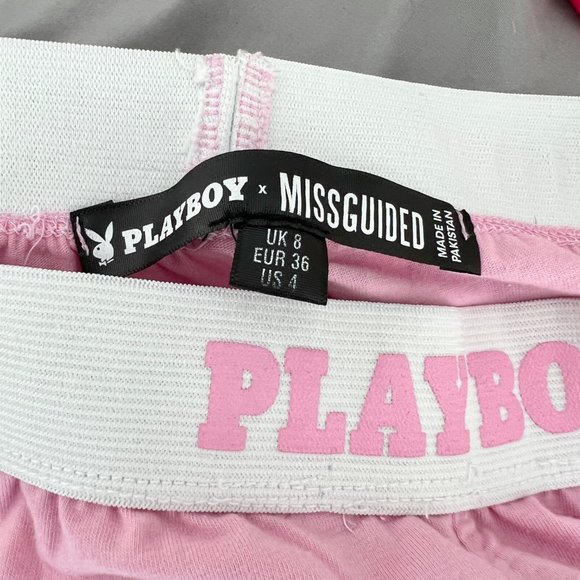 PLAYBOY x MISSGUIDED
MADE IN
PAKISTAN
UK 8
EUR 36
US 4
PLAYBO